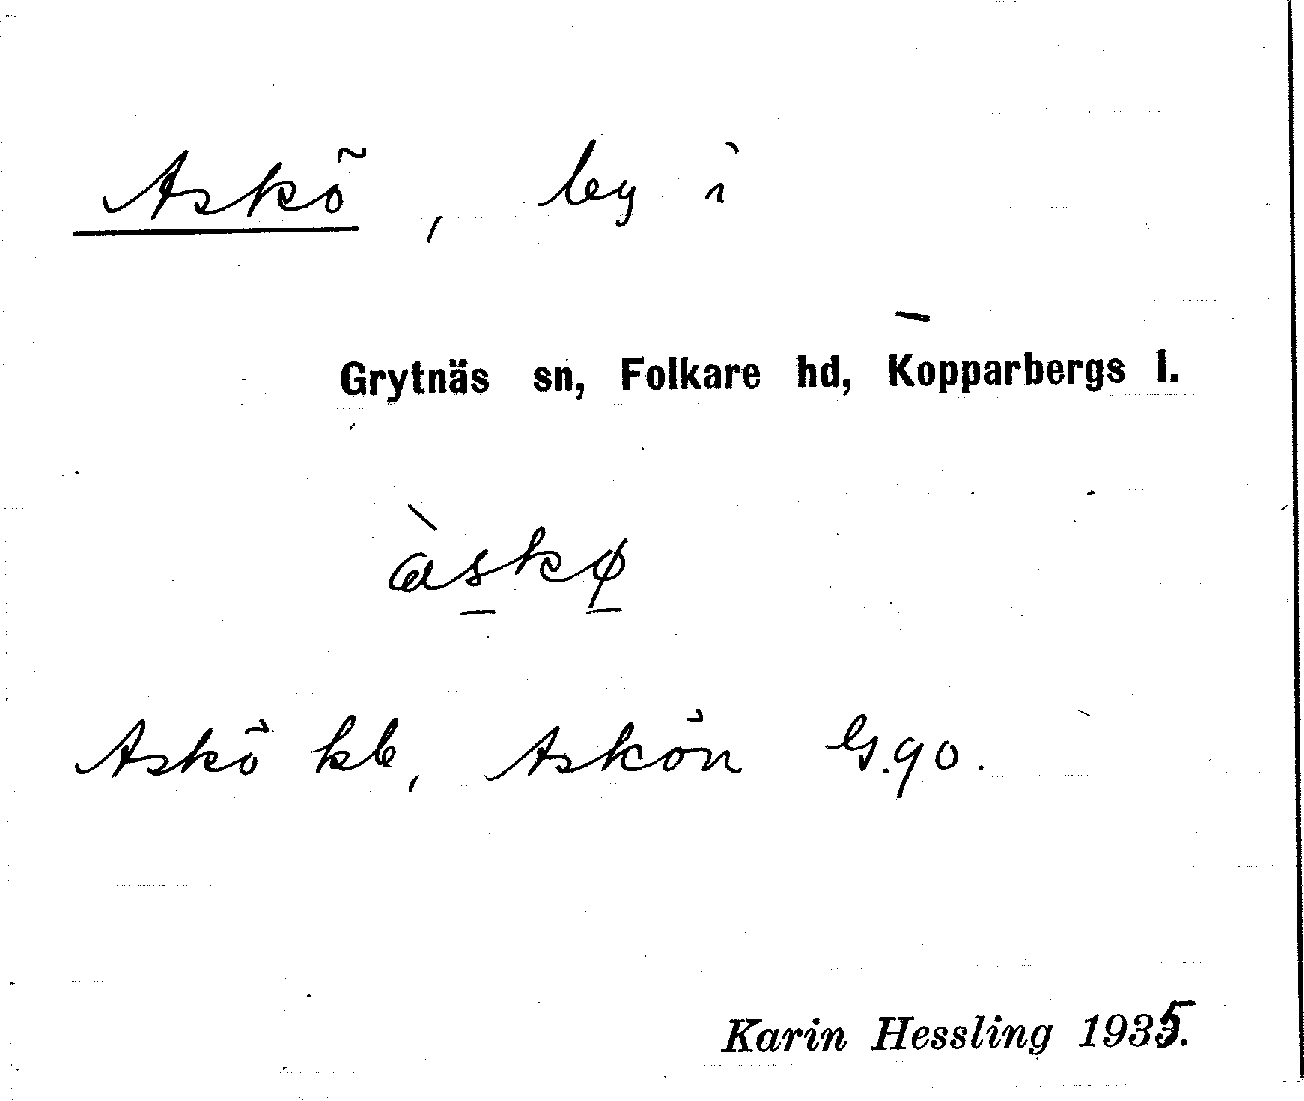 Askö, by i
Grytnäs sn, Folkare hd, Kopparbergs l.
àskø
Askö kb, Askön G.90.
Karin Hessling 1935.